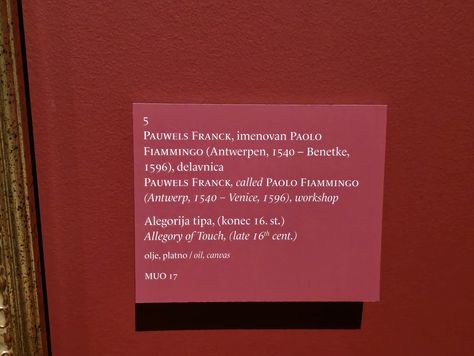 5
Pauwels Franck, imenovan Paolo
Fiammingo (Antwerpen, 1540 – Benetke,
1596), delavnica
Pauwels Franck, called Paolo Fiammingo
(Antwerp, 1540 – Venice, 1596), workshop
Alegorija tipa, (konec 16. st.)
Allegory of Touch, (late 16th cent.)
olje, platno / oil, canvas
MUO 17